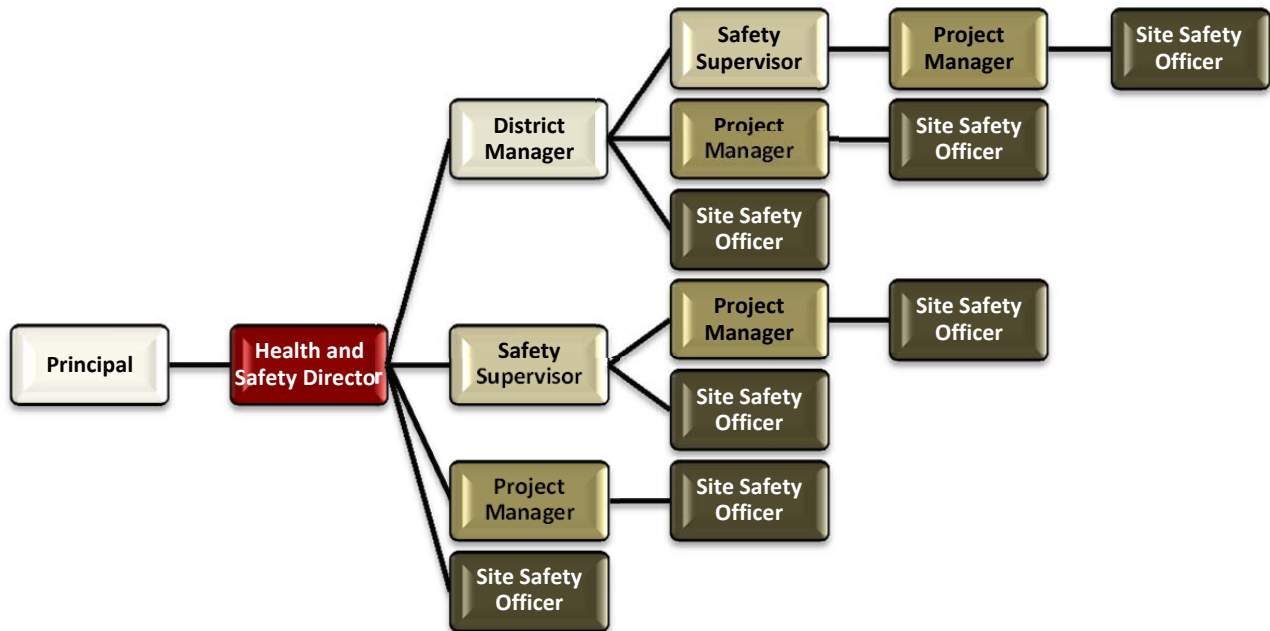 Safety
Supervisor
Project
Manager
Site Safety
Officer
District
Manager
Project
Manager
Site Safety
Officer
Site Safety
Officer
Project
Manager
Site Safety
Officer
Principal
Health and
Safety Director
Safety
Supervisor
Site Safety
Officer
Project
Manager
Site Safety
Officer
Site Safety
Officer